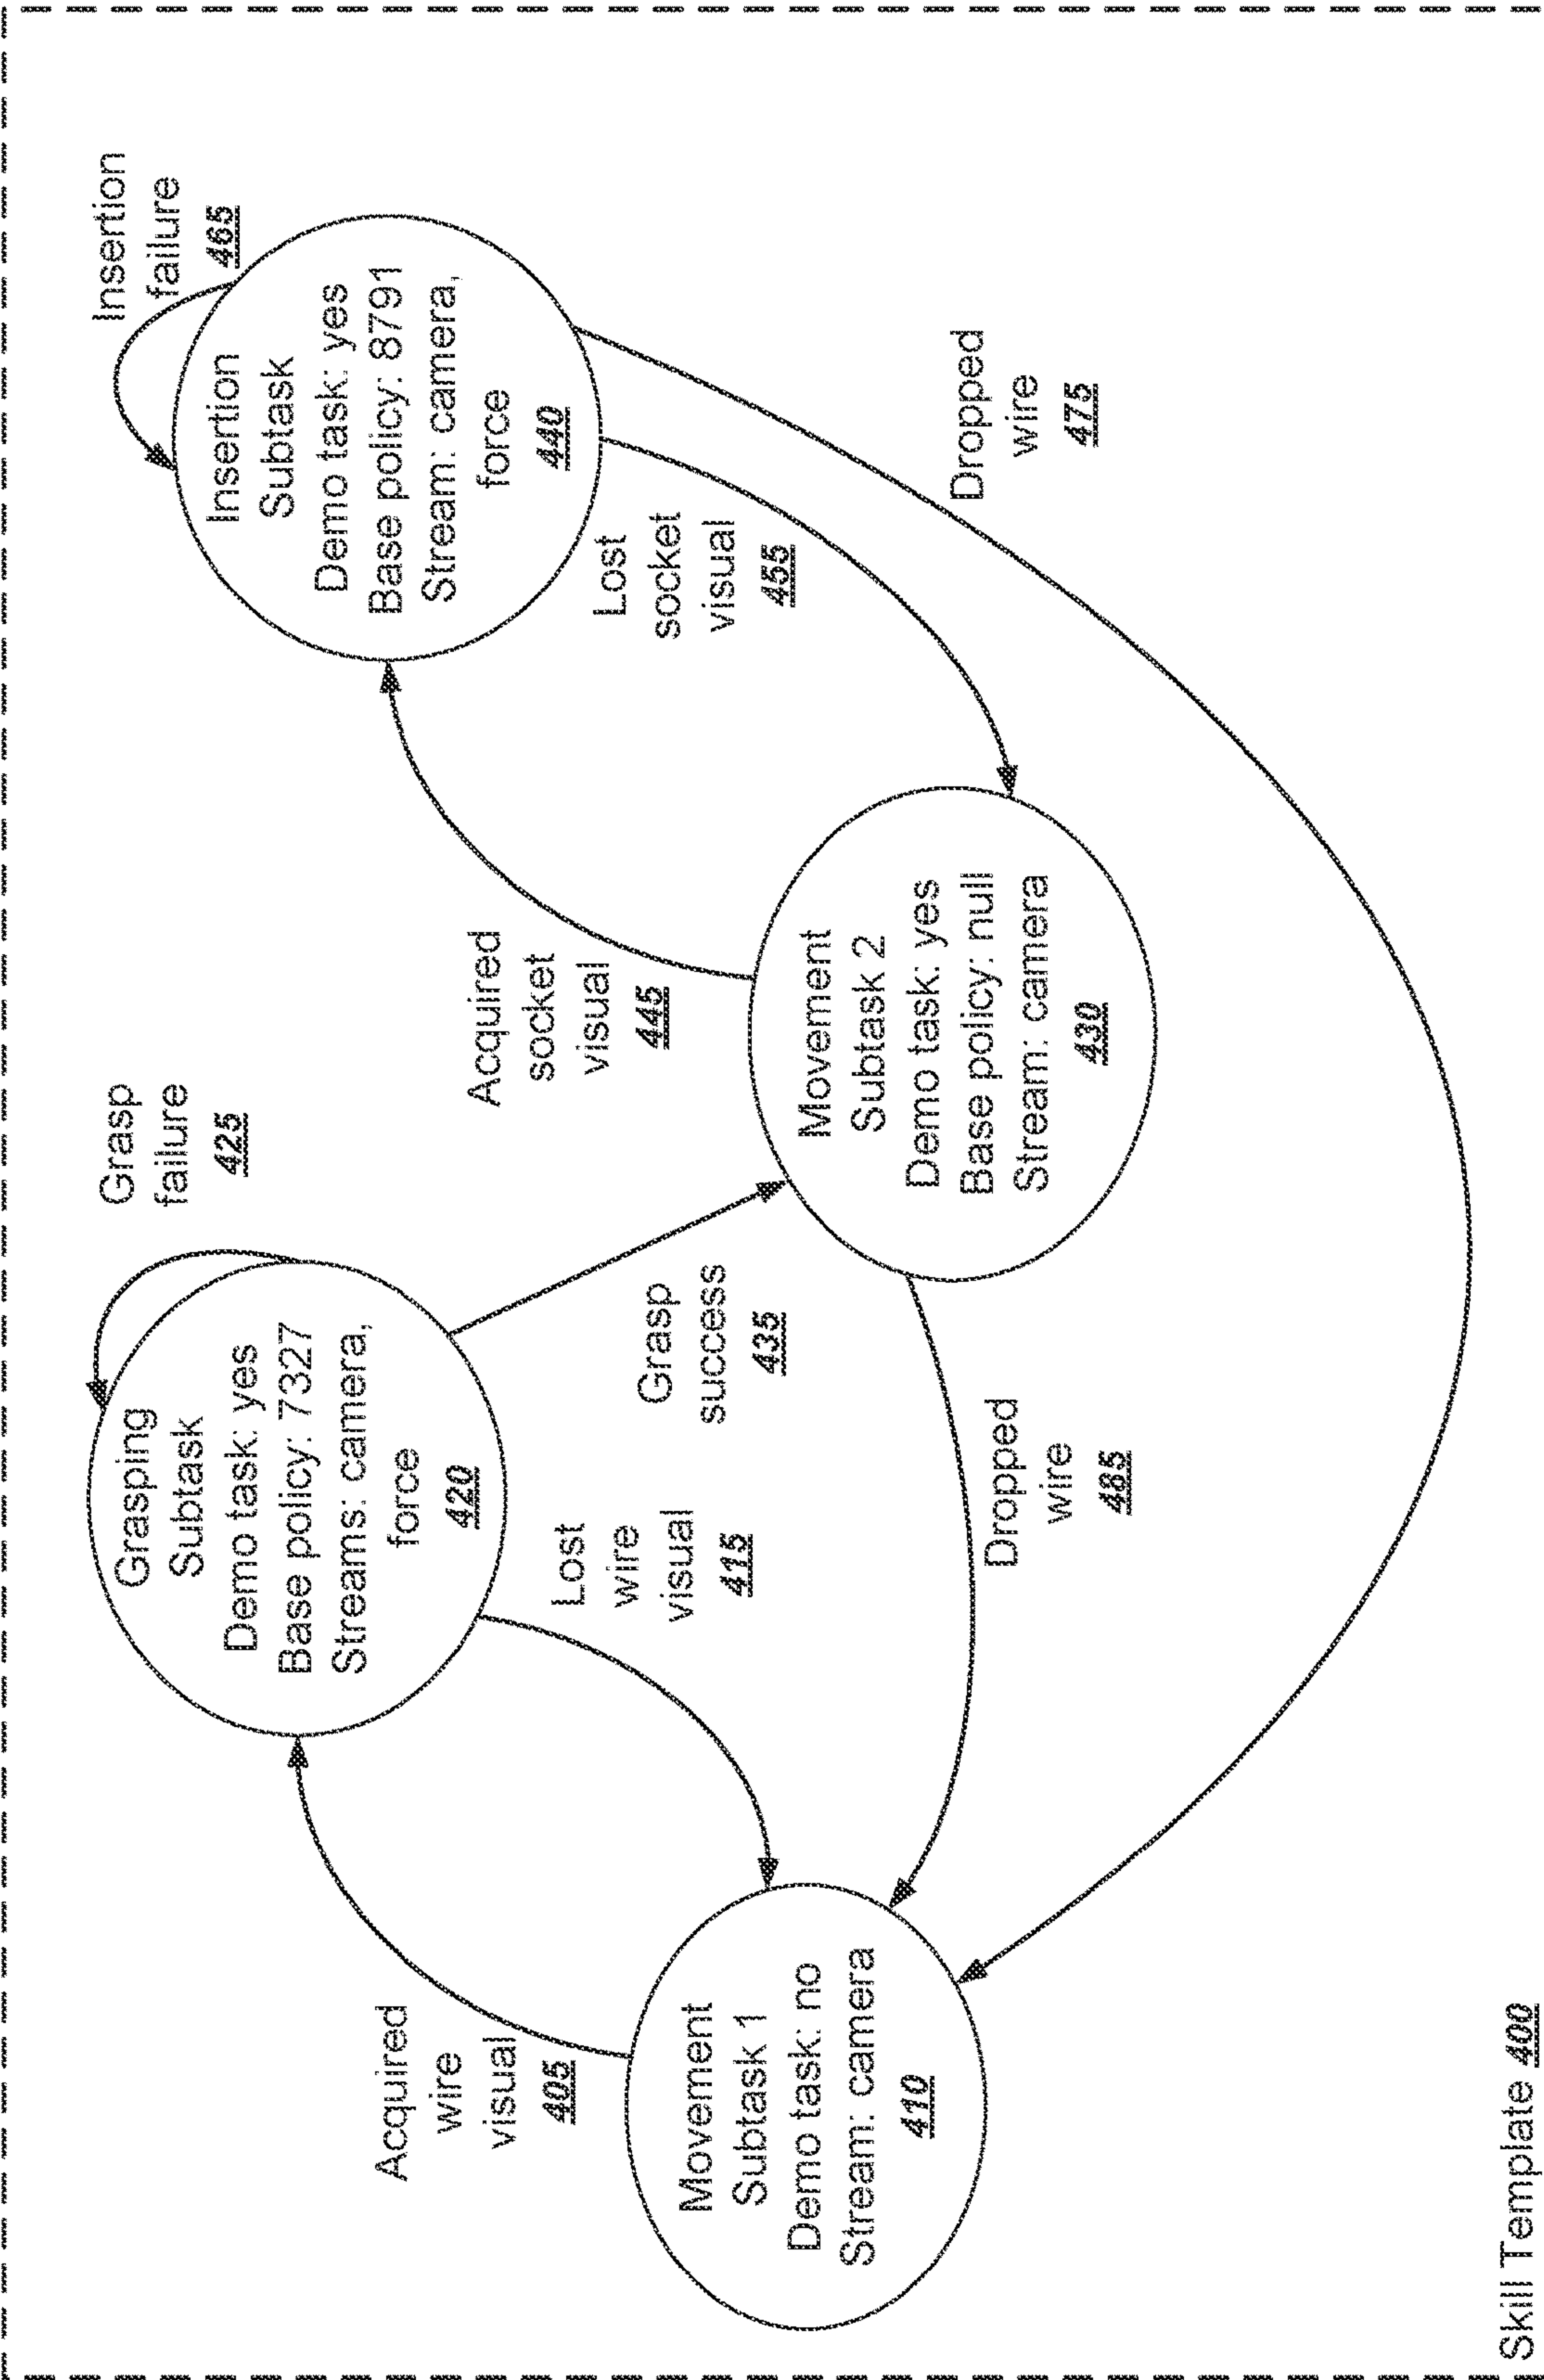 Grasp
failure
425
Insertion
failure
465
Grasping
Subtask
Demo task: yes
Base policy: 7327
Streams: camera,
force
420
Insertion
Subtask
Demo task: yes
Base policy: 8791
Stream: camera,
force
440
Acquired
wire
visual
405
Lost
wire
visual
415
Grasp
success
435
Acquired
socket
visual
445
Lost
socket
visual
455
Movement
Subtask 1
Demo task: no
Stream: camera
410
Movement
Subtask 2
Demo task: yes
Base policy: null
Stream: camera
430
Dropped
wire
485
Dropped
wire
475
Skill Template 400